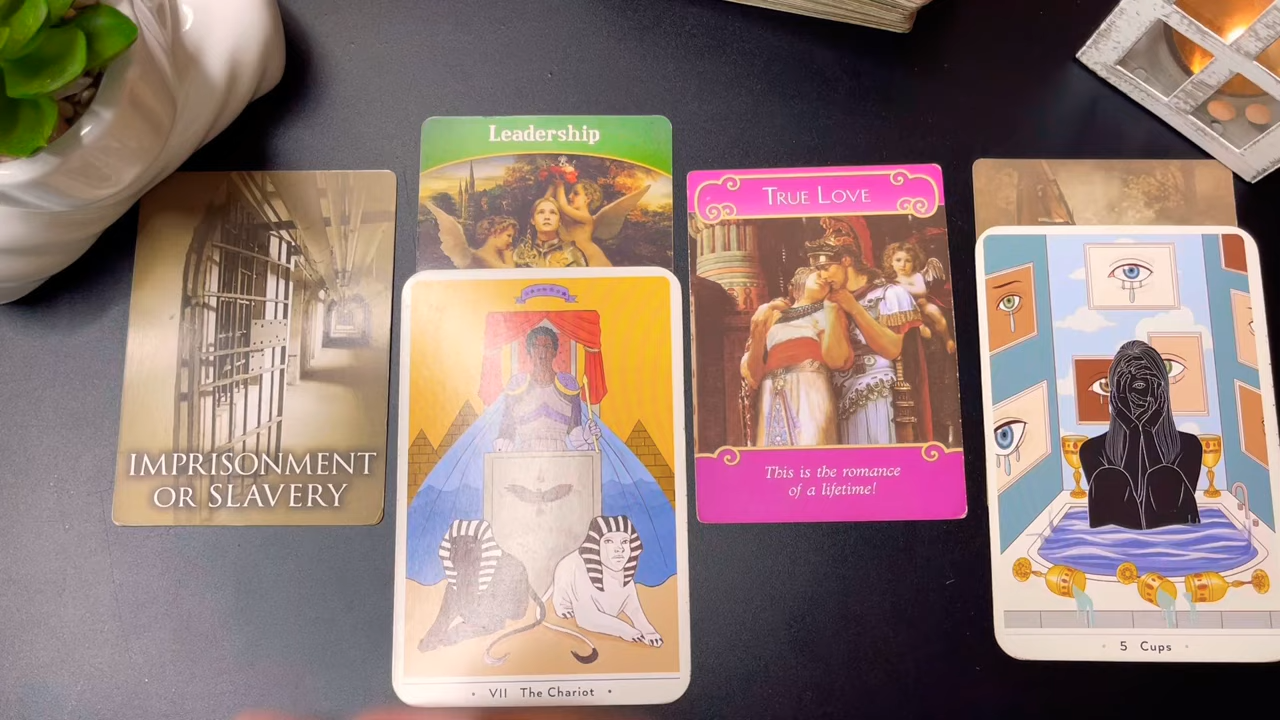 Leadership
TRUE LOVE
IMPRISONMENT
OR SLAVERY
This is the romance
of a lifetime!
5 Cups
VII The Chariot